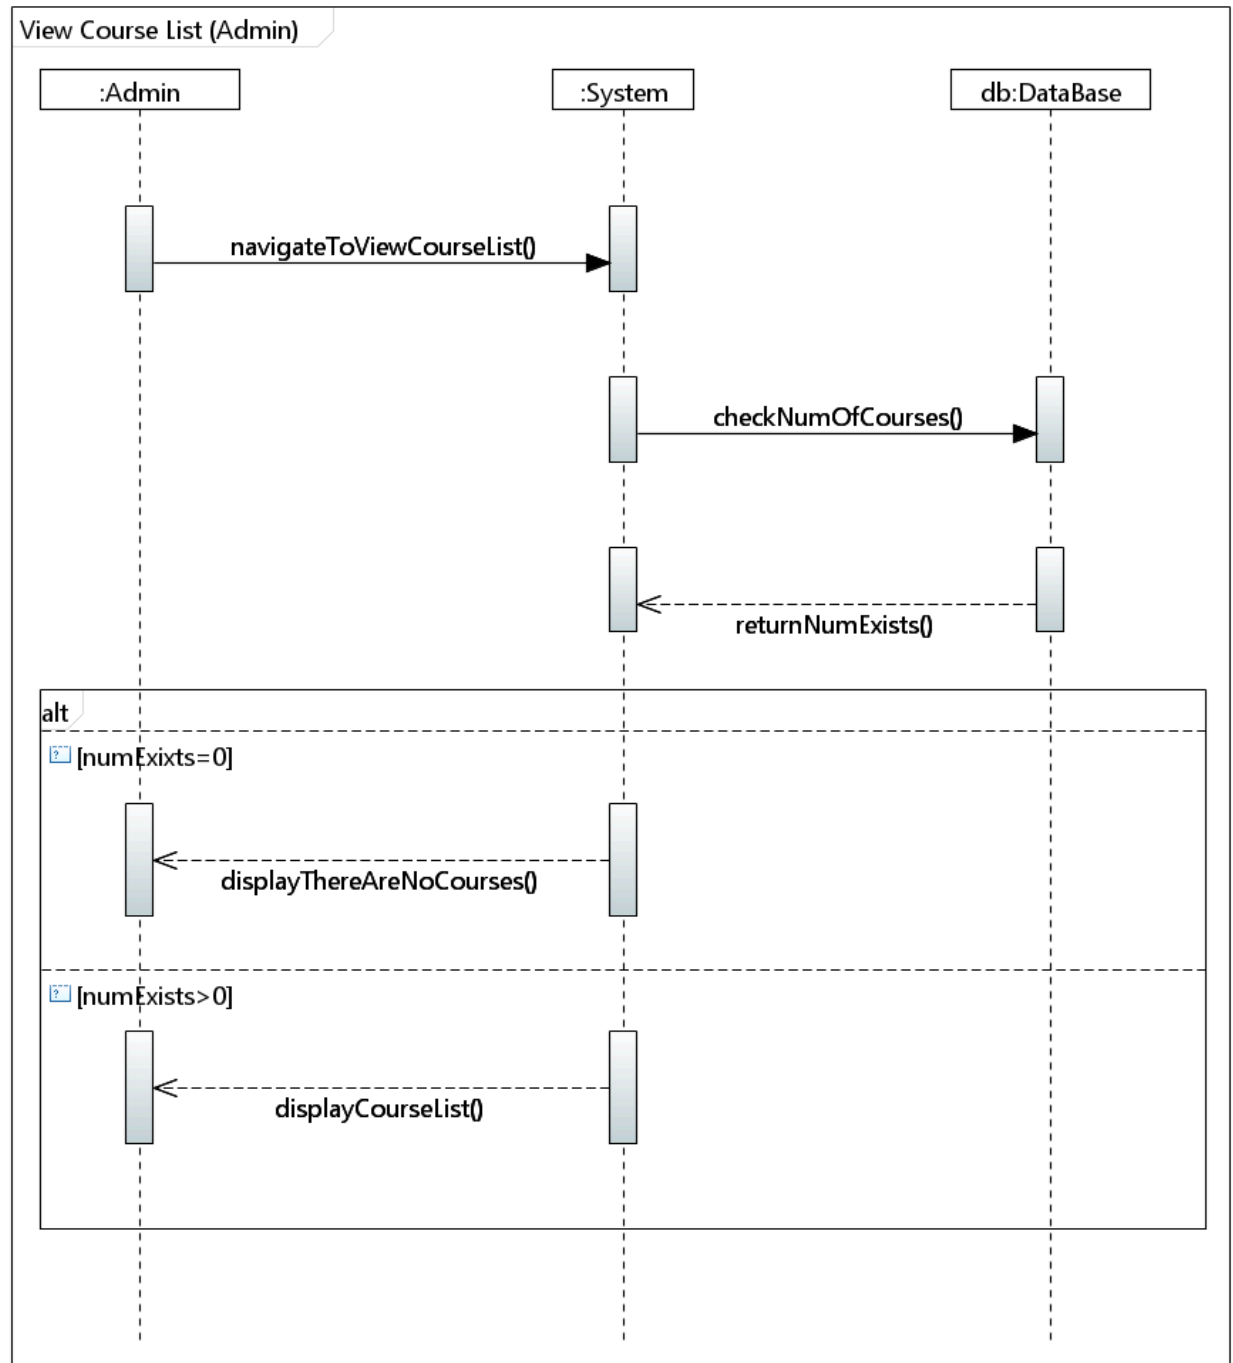 View Course List (Admin)
:Admin
:System
db:DataBase
navigateToViewCourseList()
checkNumOfCourses()
returnNumExists()
alt
[numExixts=0]
displayThereAreNoCourses()
[numExists>0]
displayCourseList()